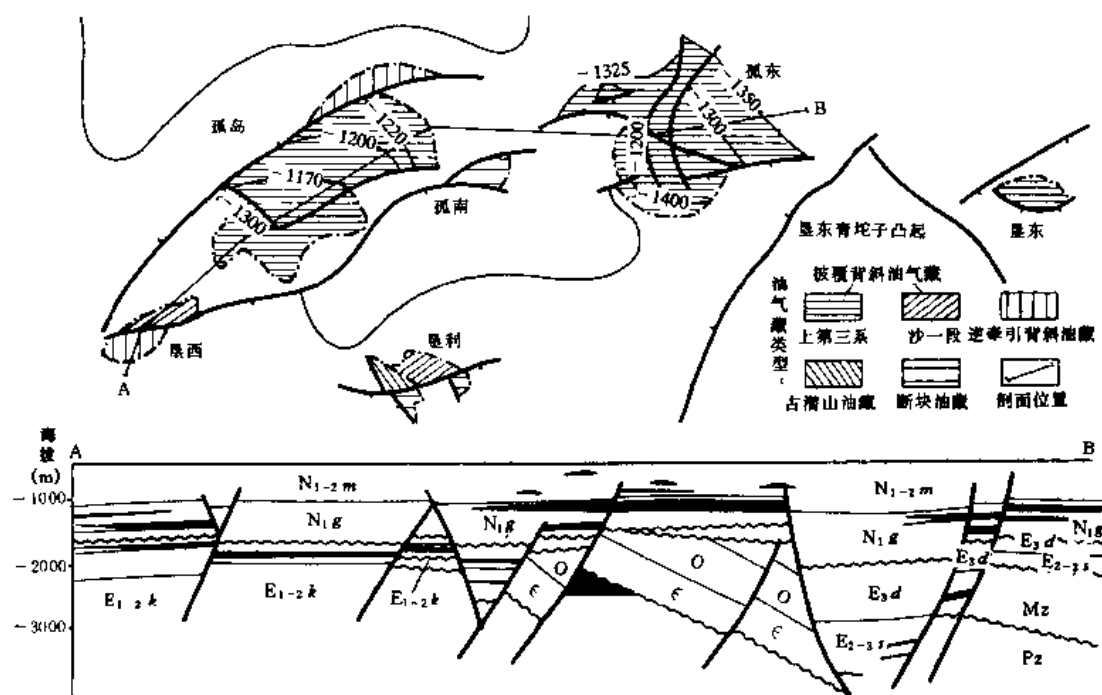 孤东
-1325
-1350
B
-1300
孤岛
-1220
-1200
-1200
-1170
-1400
孤南
-1300
垦东青坨子凸起
垦东
披覆背斜油气藏
油气藏类型:
上第三系 沙一段 逆牵引背斜油藏
垦西
A
垦利
古潜山油藏 断块油藏 剖面位置
海拔
(m)
A B
N₁₋₂m N₁₋₂m
-1000
N₁g N₁g N₁g N₁g
E₃d E₃d
E₂₋₃s
-2000
E₁₋₂k E₁₋₂k E₁₋₂k O O O E₃d Mz
ϵ ϵ ϵ
-3000
E₂₋₃s Pz